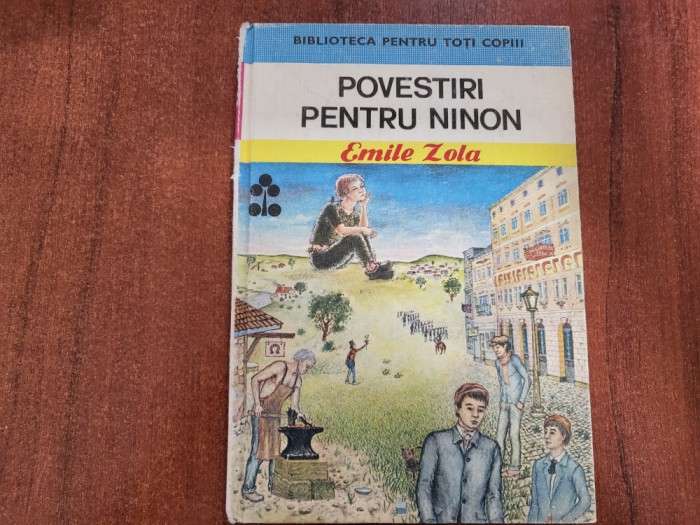 BIBLIOTECA PENTRU TOȚI COPIII
POVESTIRI
PENTRU NINON
Emile Zola